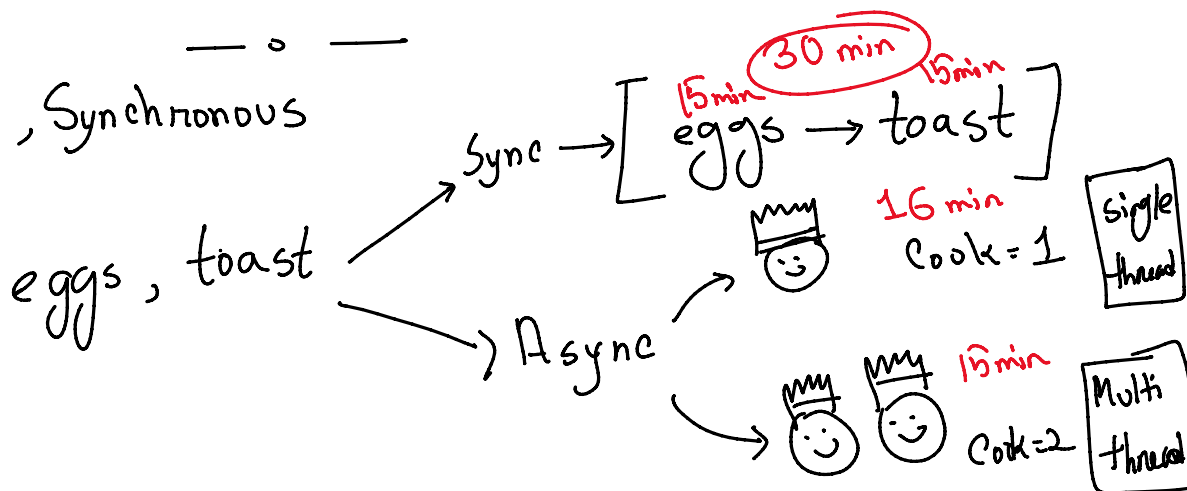 , Synchronous
30 min
15min
15min
Sync
eggs → toast
eggs, toast
16 min
Cook = 1
Single
thread
Async
15min
Cook=2
Multi
thread